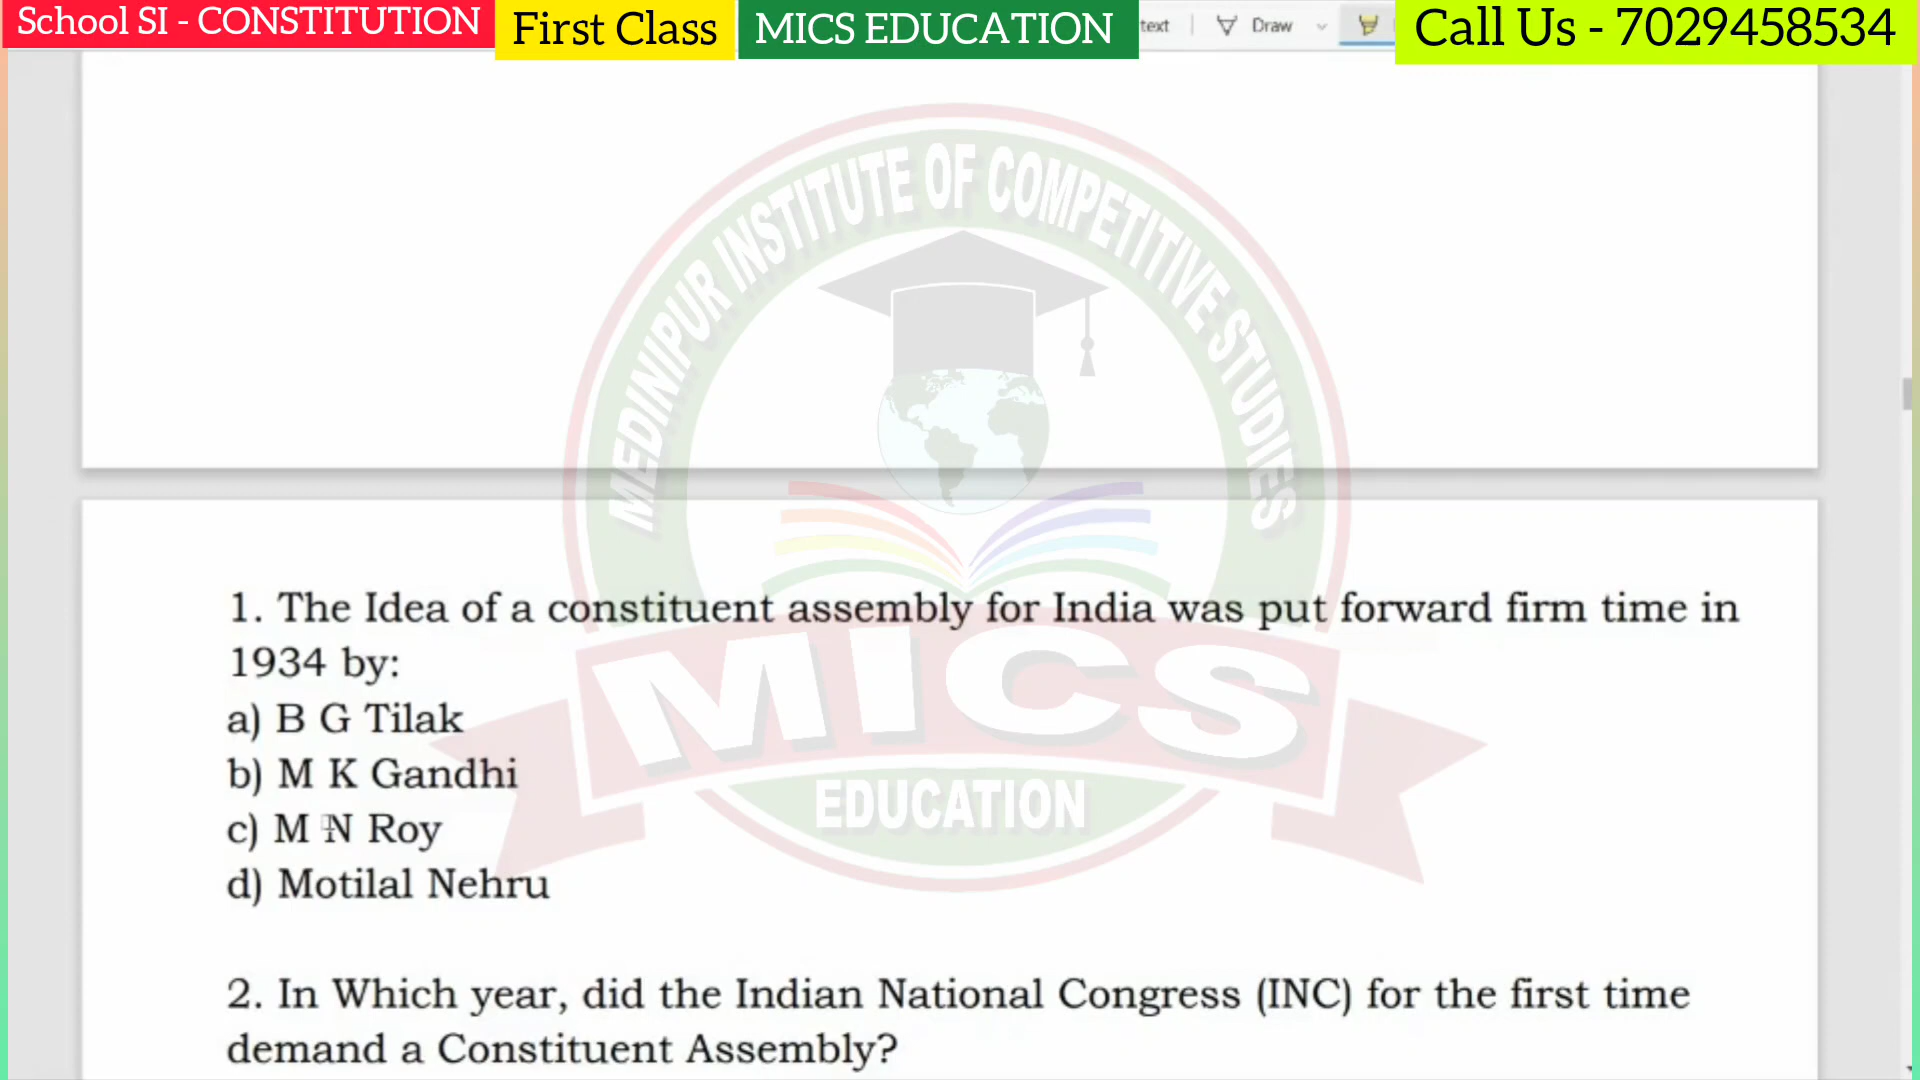 School SI - CONSTITUTION
First Class
MICS EDUCATION
text
Draw
Call Us - 7029458534
MEDINIPUR INSTITUTE OF COMPETITIVE STUDIES
MICS
EDUCATION
1. The Idea of a constituent assembly for India was put forward firm time in
1934 by:
a) B G Tilak
b) M K Gandhi
c) M N Roy
d) Motilal Nehru
2. In Which year, did the Indian National Congress (INC) for the first time
demand a Constituent Assembly?